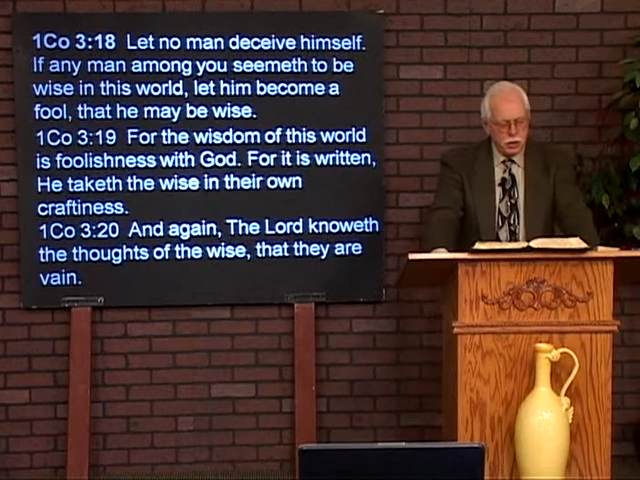 1Co 3:18 Let no man deceive himself.
If any man among you seemeth to be
wise in this world, let him become a
fool, that he may be wise.
1Co 3:19 For the wisdom of this world
is foolishness with God. For it is written,
He taketh the wise in their own
craftiness.
1Co 3:20 And again, The Lord knoweth
the thoughts of the wise, that they are
vain.